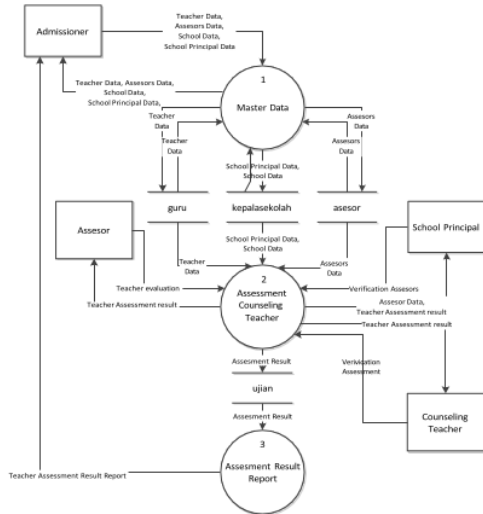 Admissioner
Teacher Data,
Assesors Data,
School Data,
School Principal Data
1
Master Data
Teacher Data, Assesors Data,
School Data,
School Principal Data,
Teacher
Data
Teacher
Data
Assesors
Data
Assesors
Data
School Principal Data,
School Data
guru
kepalasekolah
asesor
Assesor
School Principal
School Principal Data,
School Data
Teacher
Data
Assesors
Data
2
Assessment
Counseling
Teacher
Teacher evaluation
Teacher Assessment result
Verification Assesors
Assesor Data,
Teacher Assessment result
Teacher Assessment result
Assesment Result
Verivication
Assessment
ujian
Assesment Result
Counseling
Teacher
3
Assesment Result
Report
Teacher Assessment Result Report